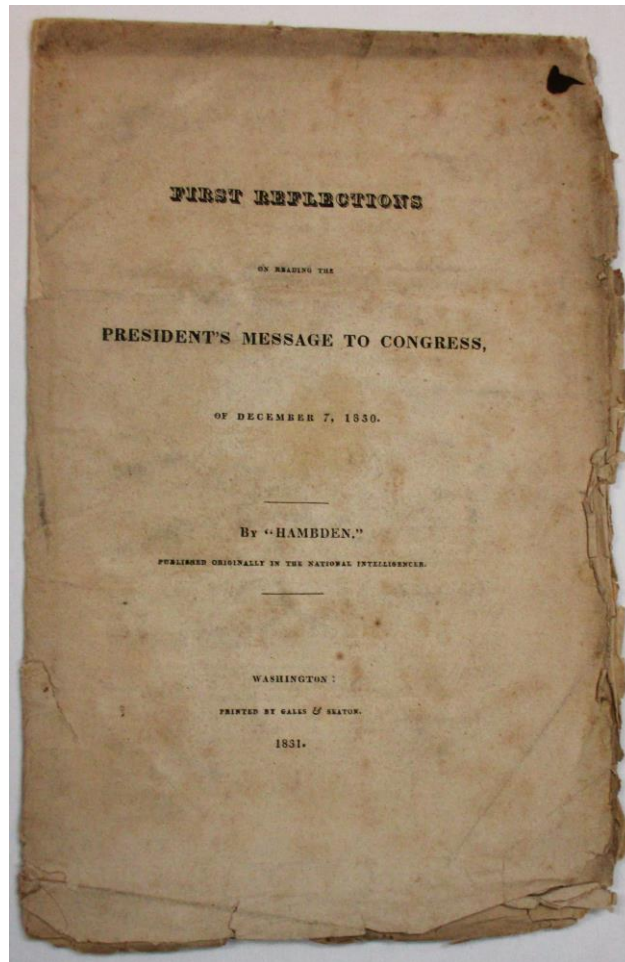 FIRST REFLECTIONS
ON READING THE
PRESIDENT'S MESSAGE TO CONGRESS,
OF DECEMBER 7, 1830.
By "HAMBDEN."
PUBLISHED ORIGINALLY IN THE NATIONAL INTELLIGENCER.
WASHINGTON:
PRINTED BY GALES & SEATON.
1831.